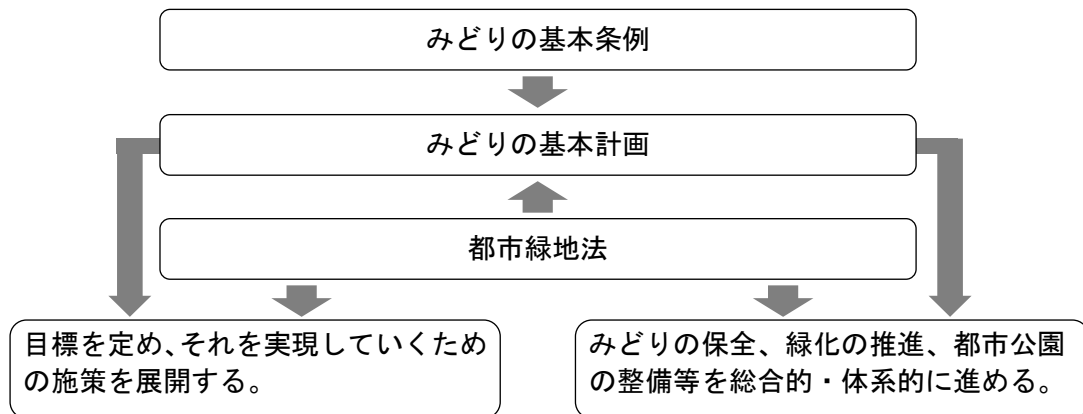 みどりの基本条例
みどりの基本計画
都市緑地法
目標を定め、それを実現していくため
の施策を展開する。
みどりの保全、緑化の推進、都市公園
の整備等を総合的・体系的に進める。